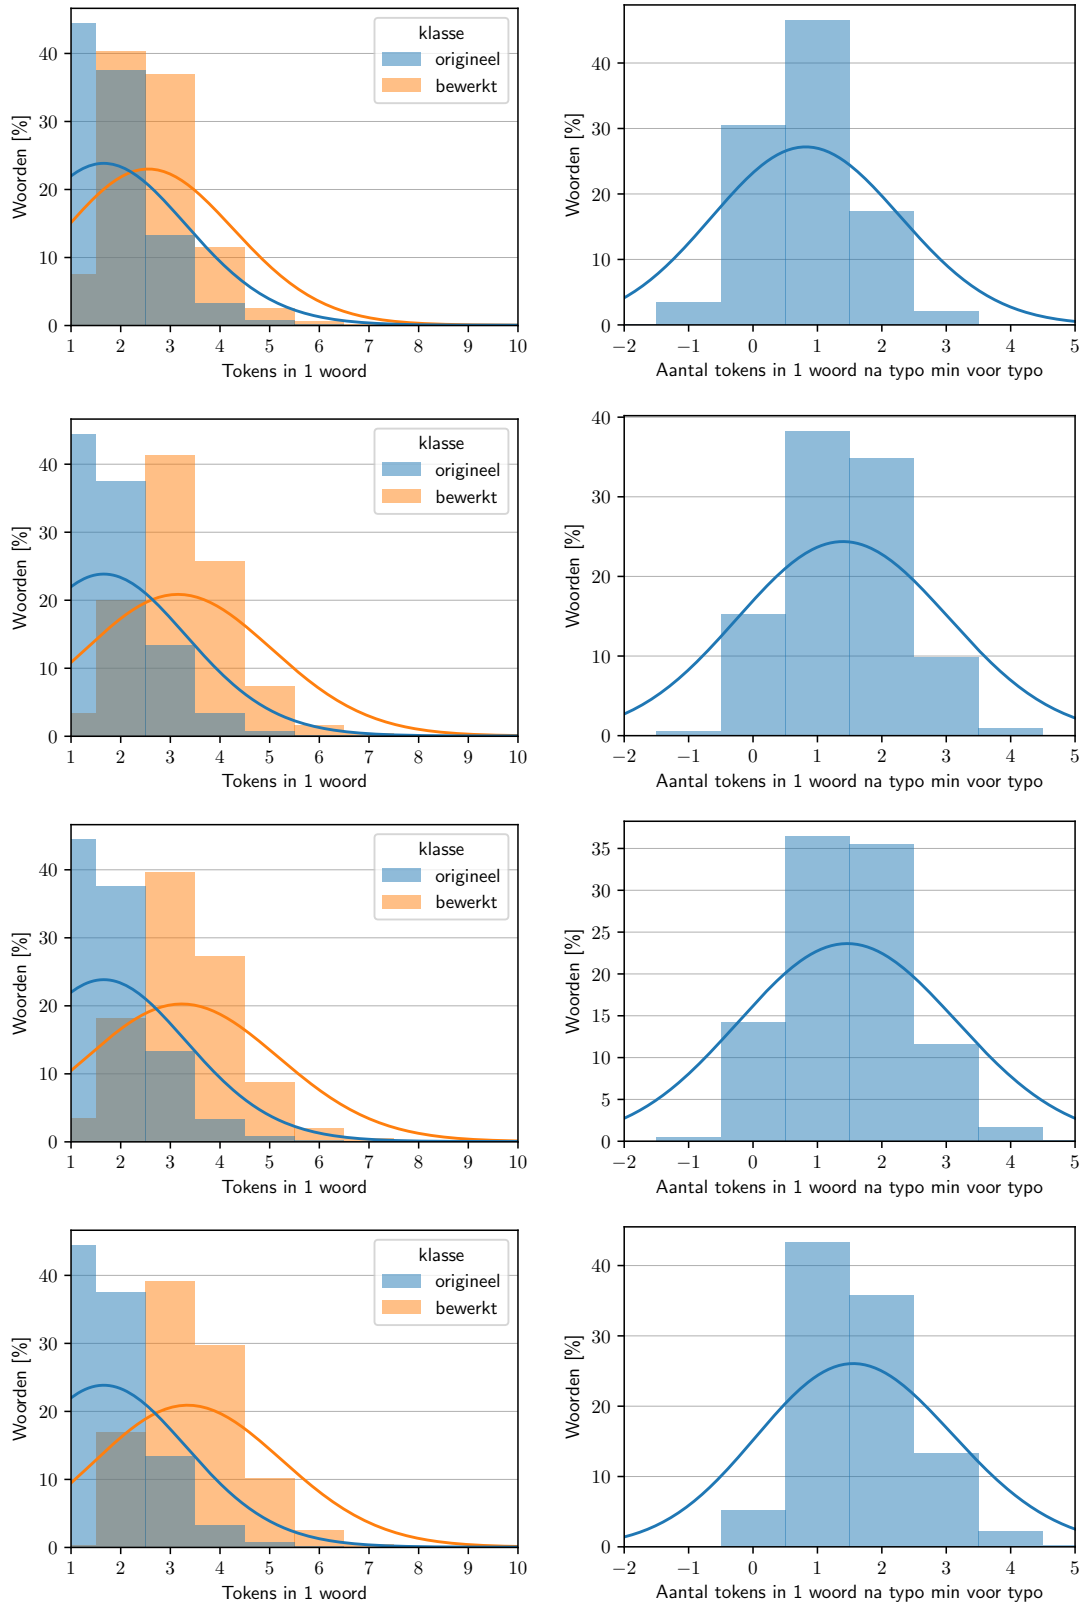 klasse
origineel
bewerkt
Woorden [%]
40
30
20
10
0
1 2 3 4 5 6 7 8 9 10
Tokens in 1 woord
Woorden [%]
40
30
20
10
0
−2 −1 0 1 2 3 4 5
Aantal tokens in 1 woord na typo min voor typo
klasse
origineel
bewerkt
Woorden [%]
40
30
20
10
0
1 2 3 4 5 6 7 8 9 10
Tokens in 1 woord
Woorden [%]
40
30
20
10
0
−2 −1 0 1 2 3 4 5
Aantal tokens in 1 woord na typo min voor typo
klasse
origineel
bewerkt
Woorden [%]
40
30
20
10
0
1 2 3 4 5 6 7 8 9 10
Tokens in 1 woord
Woorden [%]
35
30
25
20
15
10
5
0
−2 −1 0 1 2 3 4 5
Aantal tokens in 1 woord na typo min voor typo
klasse
origineel
bewerkt
Woorden [%]
40
30
20
10
0
1 2 3 4 5 6 7 8 9 10
Tokens in 1 woord
Woorden [%]
40
30
20
10
0
−2 −1 0 1 2 3 4 5
Aantal tokens in 1 woord na typo min voor typo